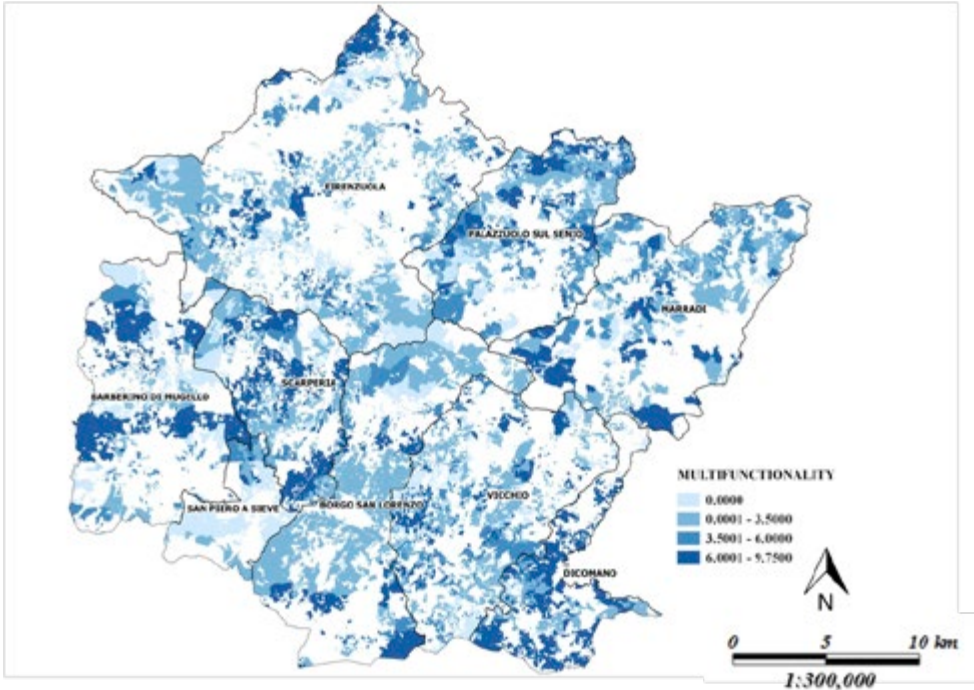 FIRENZUOLA
PALAZZUOLO SUL SENIO
MARRADI
SCARPERIA
BARBERINO DI MUGELLO
SAN PIERO A SIEVE
BORGO SAN LORENZO
VICCHIO
DICOMANO
MULTIFUNCTIONALITY
0,0000
0,0001 - 3,5000
3,5001 - 6,0000
6,0001 - 9,7500
N
0 5 10 km
1:300,000